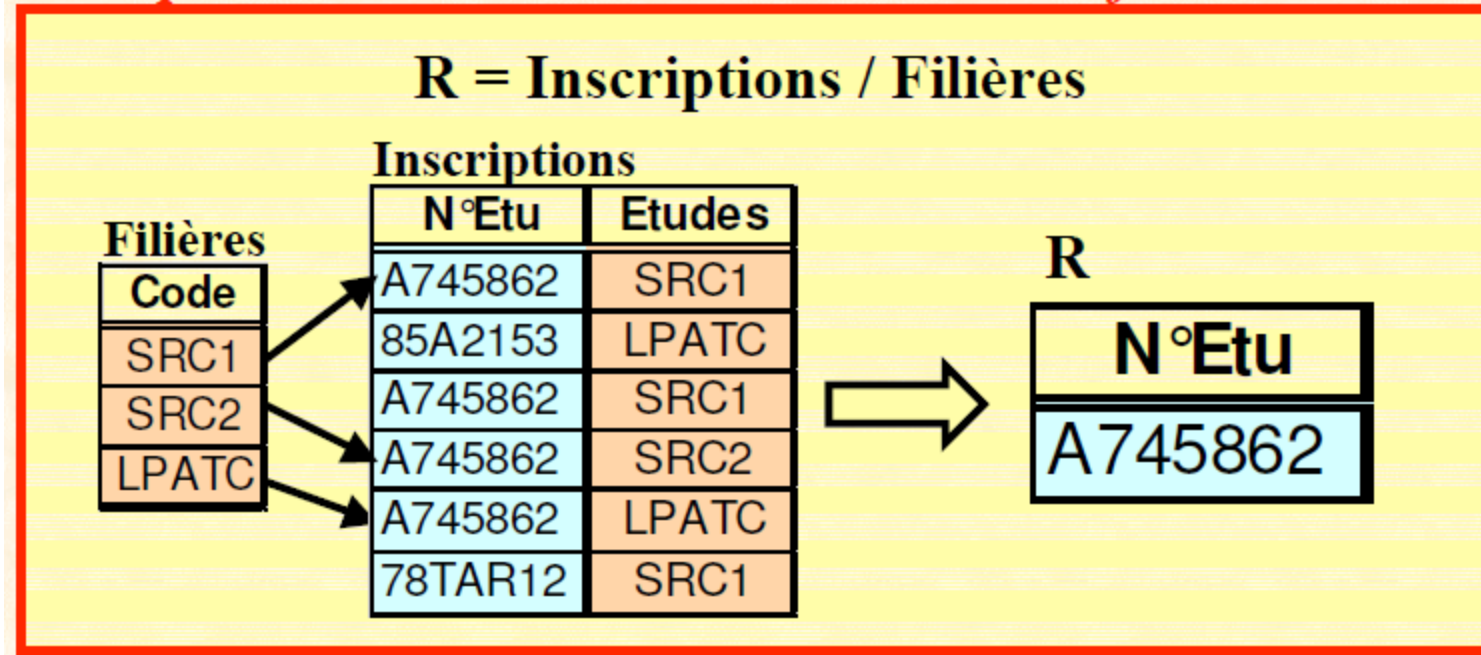 R = Inscriptions / Filières
Filières
Code
SRC1
SRC2
LPATC
Inscriptions
N°Etu Etudes
A745862 SRC1
85A2153 LPATC
A745862 SRC1
A745862 SRC2
A745862 LPATC
78TAR12 SRC1
R
N°Etu
A745862